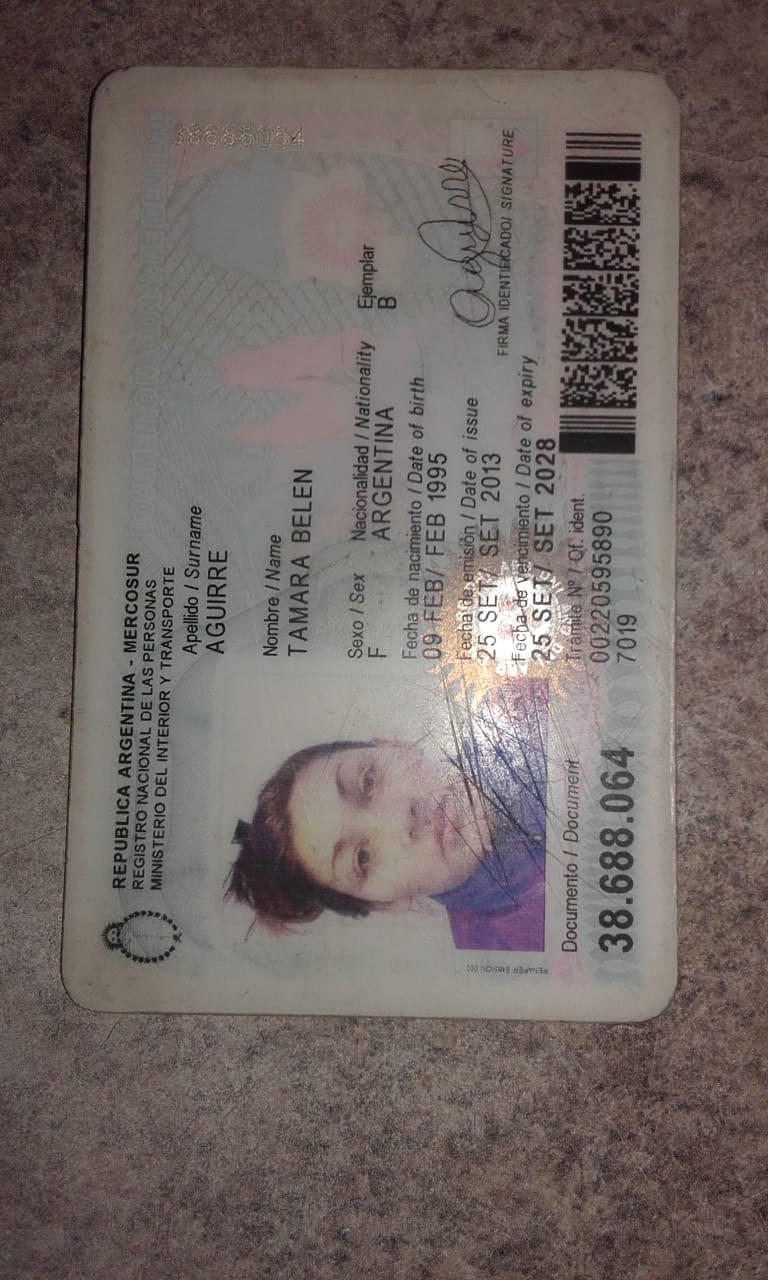 REPUBLICA ARGENTINA - MERCOSUR
REGISTRO NACIONAL DE LAS PERSONAS
MINISTERIO DEL INTERIOR Y TRANSPORTE
38688064
Apellido / Surname
AGUIRRE
Nombre / Name
TAMARA BELEN
Sexo / Sex Nacionalidad / Nationality Ejemplar
F ARGENTINA B
Fecha de nacimiento / Date of birth
09 FEB/ FEB 1995
Fecha de emisión / Date of issue
25 SET/ SET 2013
Fecha de vencimiento / Date of expiry
25 SET/ SET 2028
FIRMA IDENTIFICADO/ SIGNATURE
Trámite Nº / Of. ident.
00220595890
7019
Documento / Document
38.688.064